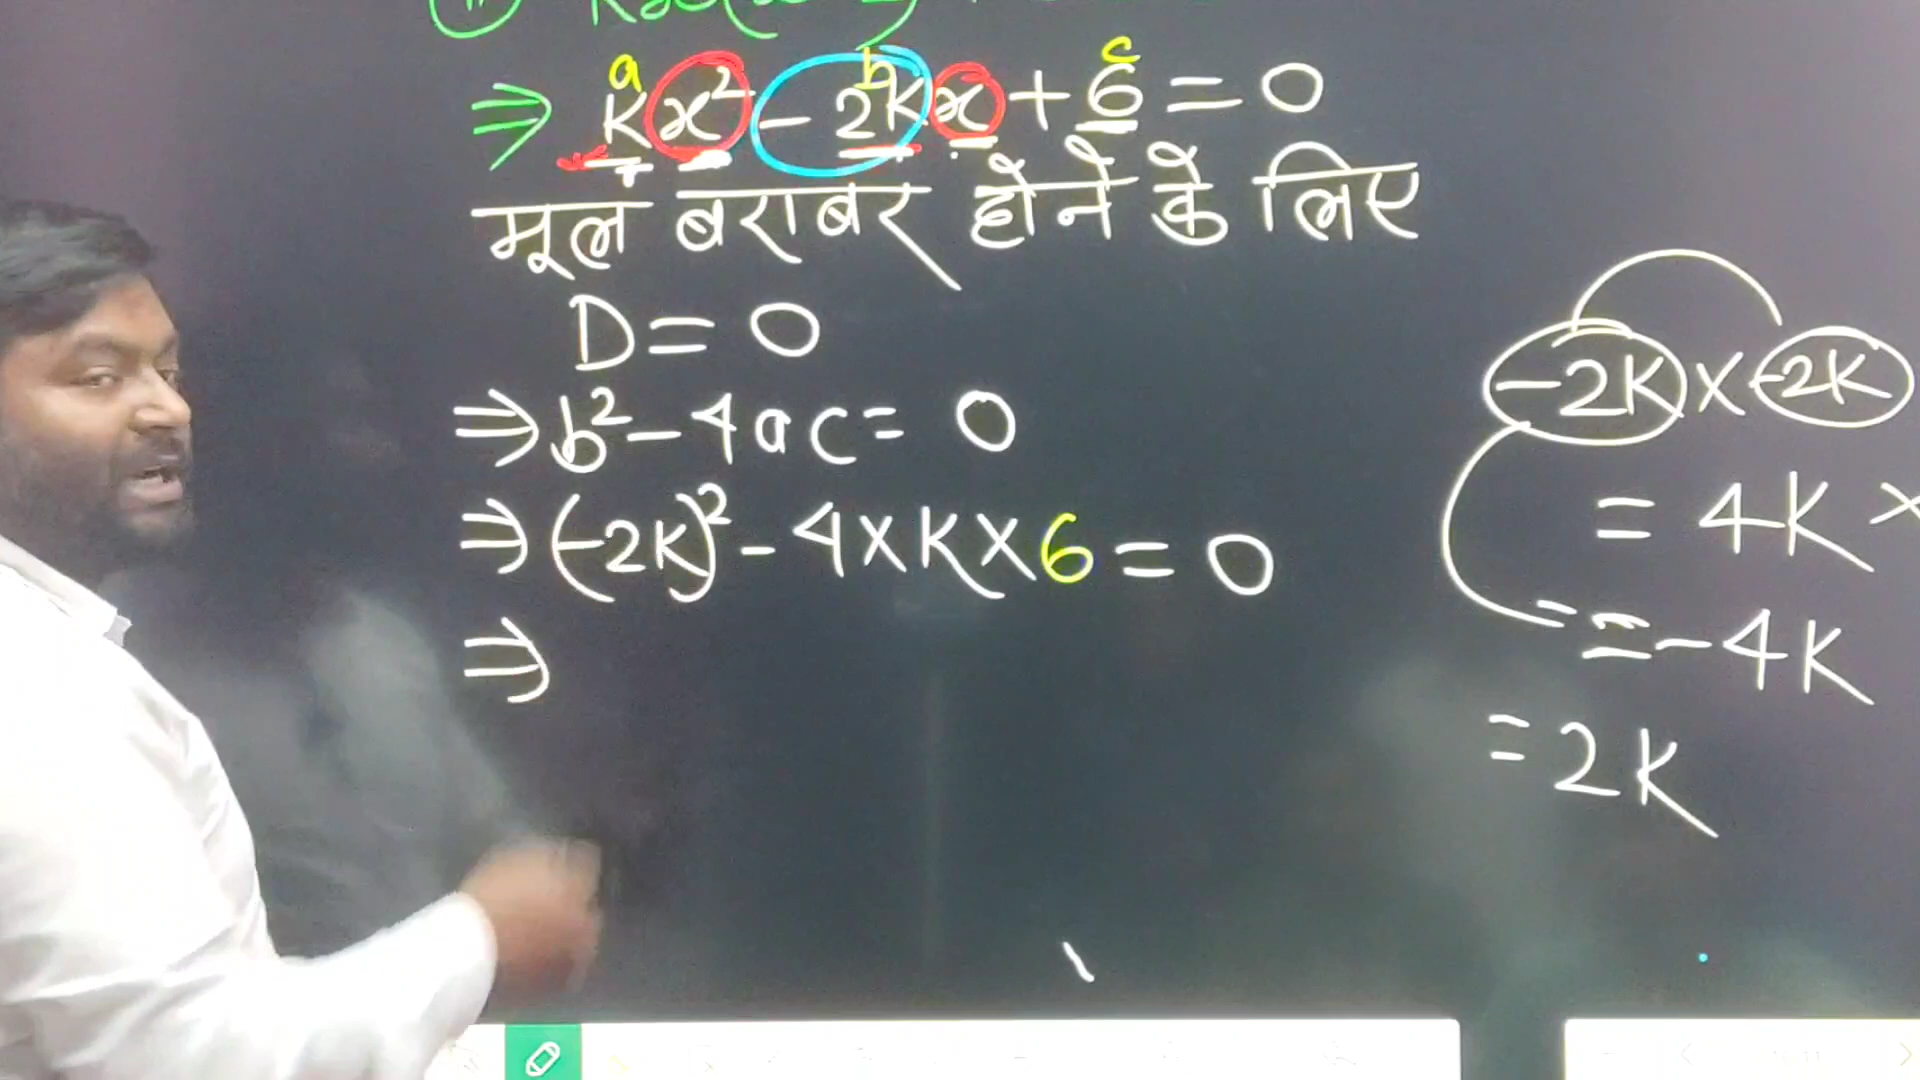 ⇒ kx² - 2kx + 6 = 0
a b c
मूल बराबर होने के लिए
D = 0
⇒ b² - 4ac = 0
⇒ (-2K)² - 4×K×6 = 0
⇒
-2K × -2K
= 4K ×
= -4K
= 2K